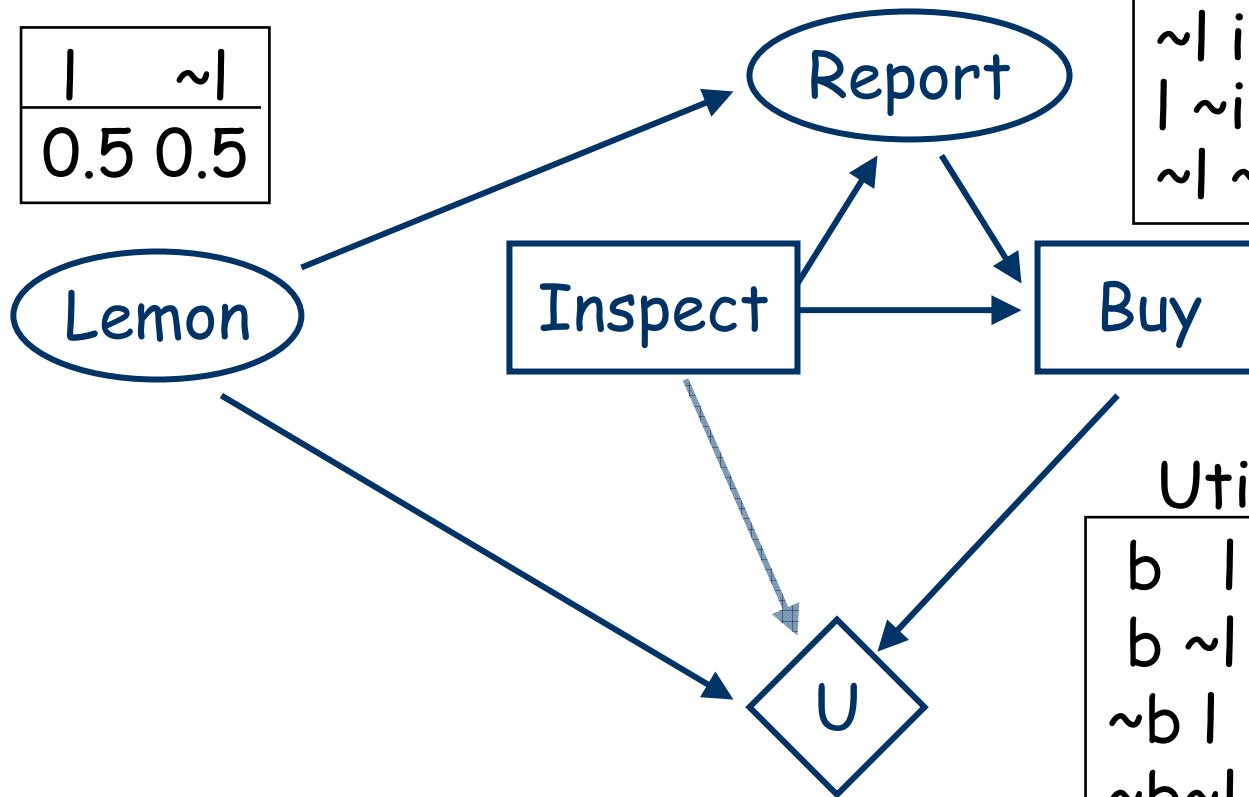 l ~l
0.5 0.5
Report
~l i
l ~i
~l ~
Lemon
Inspect
Buy
U
b l
b ~l
~b l
~b~l